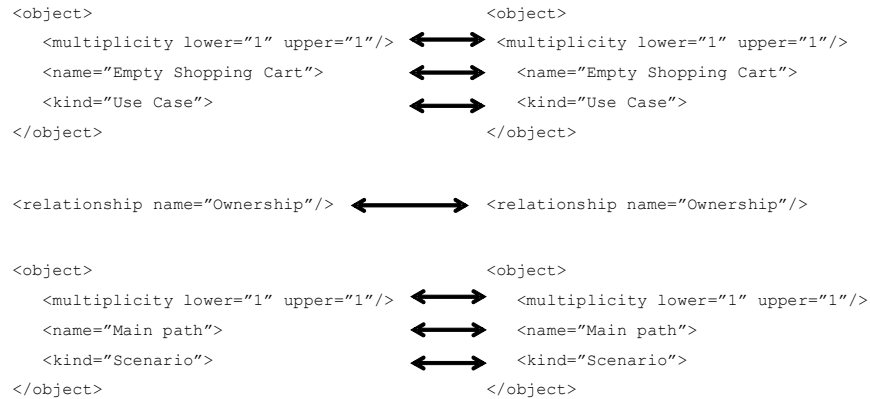 <object>
<multiplicity lower=”1” upper=”1”/>
<name=”Empty Shopping Cart”>
<kind=”Use Case”>
</object>
<relationship name=”Ownership”/>
<object>
<multiplicity lower=”1” upper=”1”/>
<name=”Main path”>
<kind=”Scenario”>
</object>
<object>
<multiplicity lower=”1” upper=”1”/>
<name=”Empty Shopping Cart”>
<kind=”Use Case”>
</object>
<relationship name=”Ownership”/>
<object>
<multiplicity lower=”1” upper=”1”/>
<name=”Main path”>
<kind=”Scenario”>
</object>